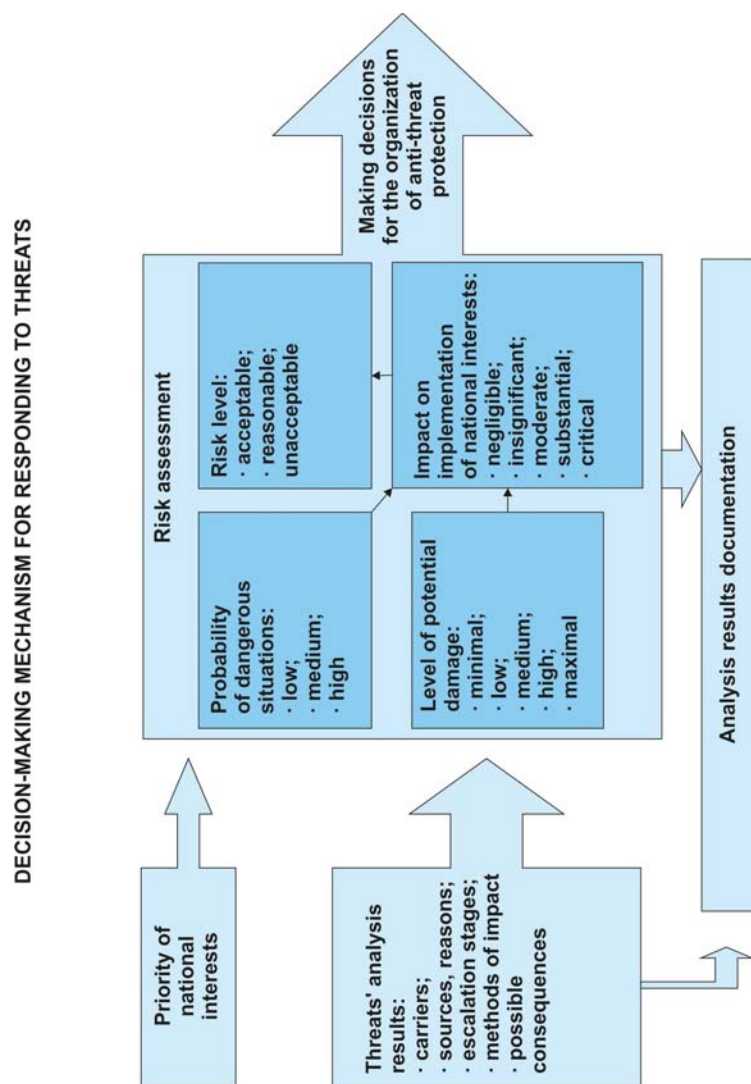 DECISION-MAKING MECHANISM FOR RESPONDING TO THREATS
Priority of
national
interests
Threats' analysis
results:
· carriers;
· sources, reasons;
· escalation stages;
· methods of impact
· possible
consequences
Risk assessment
Probability
of dangerous
situations:
· low;
· medium;
· high
Risk level:
· acceptable;
· reasonable;
unacceptable
Level of potential
damage:
· minimal;
· low;
· medium;
· high;
· maximal
Impact on
implementation
of national interests:
· negligible;
· insignificant;
· moderate;
· substantial;
· critical
Making decisions
for the organization
of anti-threat
protection
Analysis results documentation